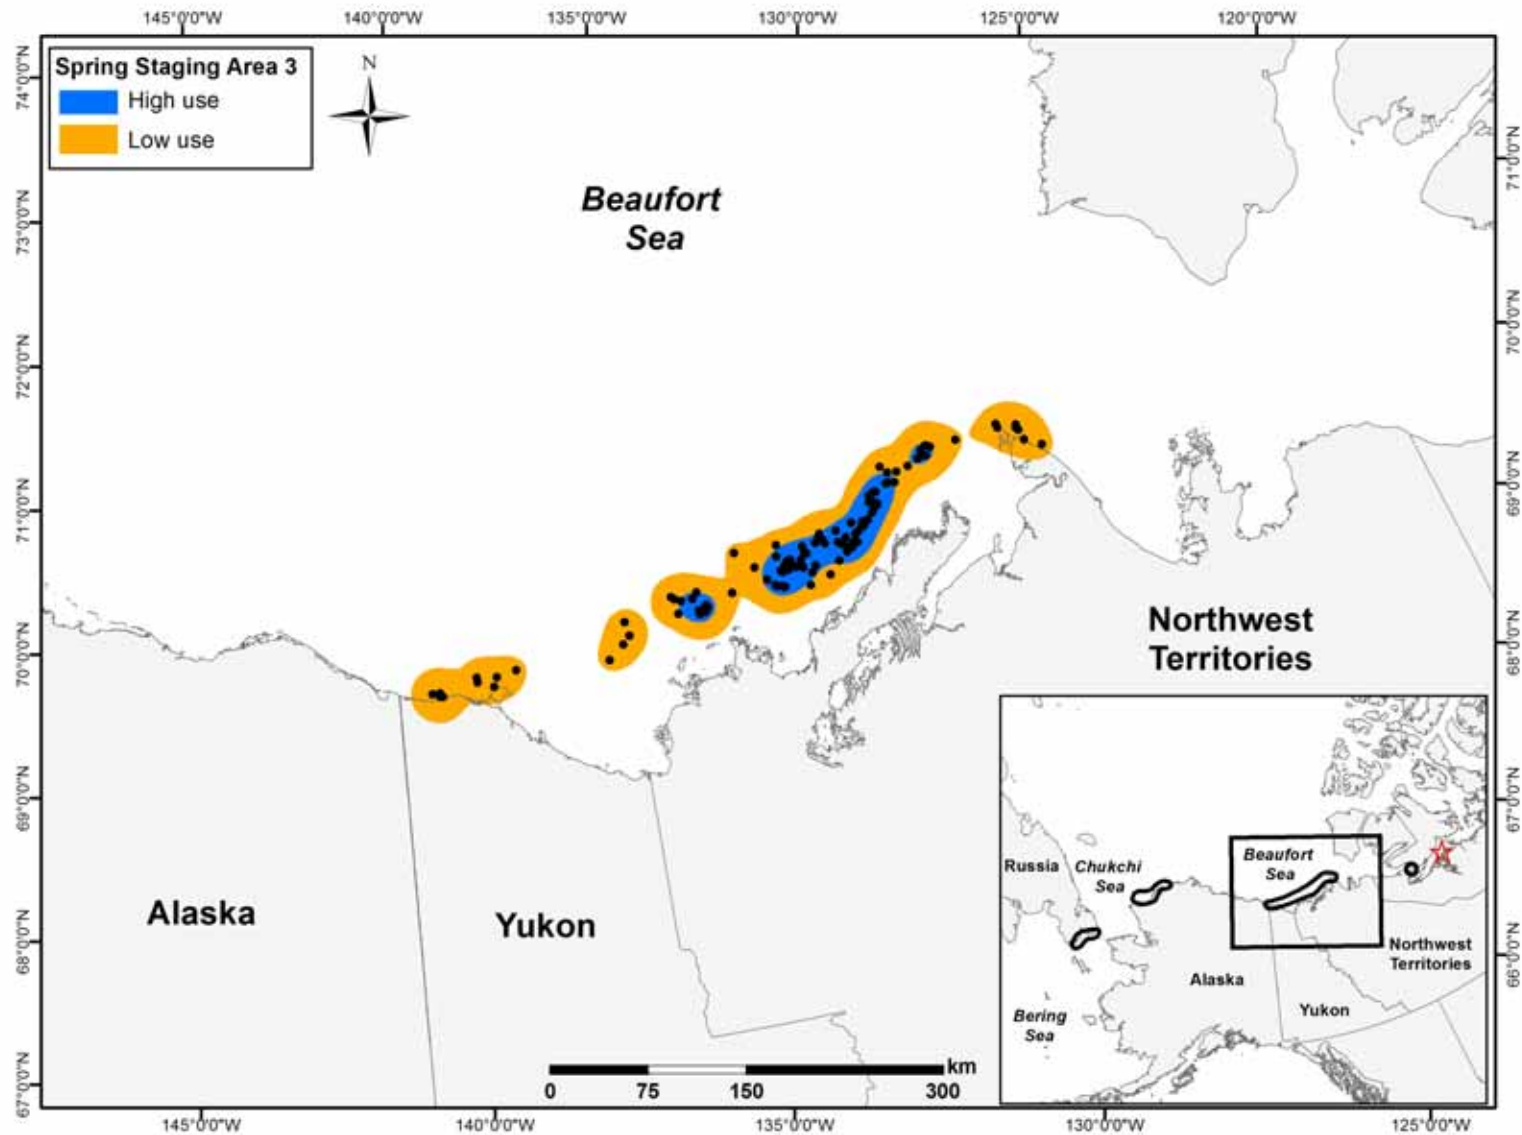 145°0'0"W 140°0'0"W 135°0'0"W 130°0'0"W 125°0'0"W 120°0'0"W
Spring Staging Area 3
High use
Low use
N
Beaufort
Sea
74°0'0"N
73°0'0"N
72°0'0"N
71°0'0"N
70°0'0"N
69°0'0"N
68°0'0"N
67°0'0"N
71°0'0"N
70°0'0"N
69°0'0"N
68°0'0"N
67°0'0"N
66°0'0"N
Northwest
Territories
Alaska
Yukon
km
0 75 150 300
Russia
Chukchi
Sea
Beaufort
Sea
Northwest
Territories
Alaska
Yukon
Bering
Sea
145°0'0"W 140°0'0"W 135°0'0"W 130°0'0"W 125°0'0"W